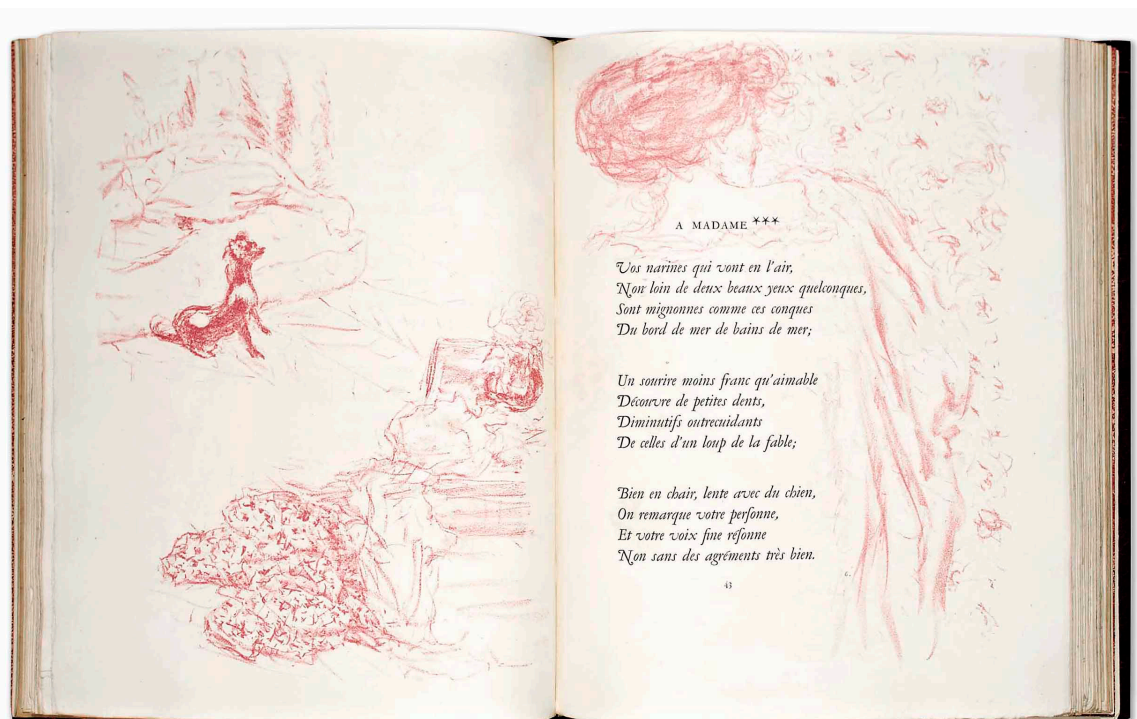 A MADAME ***
Vos narines qui vont en l'air,
Non loin de deux beaux yeux quelconques,
Sont mignonnes comme ces conques
Du bord de mer de bains de mer;
Un sourire moins franc qu'aimable
Découvre de petites dents,
Diminutifs outrecuidants
De celles d'un loup de la fable;
Bien en chair, lente avec du chien,
On remarque votre perſonne,
Et votre voix fine réſonne
Non sans des agréments très bien.
43